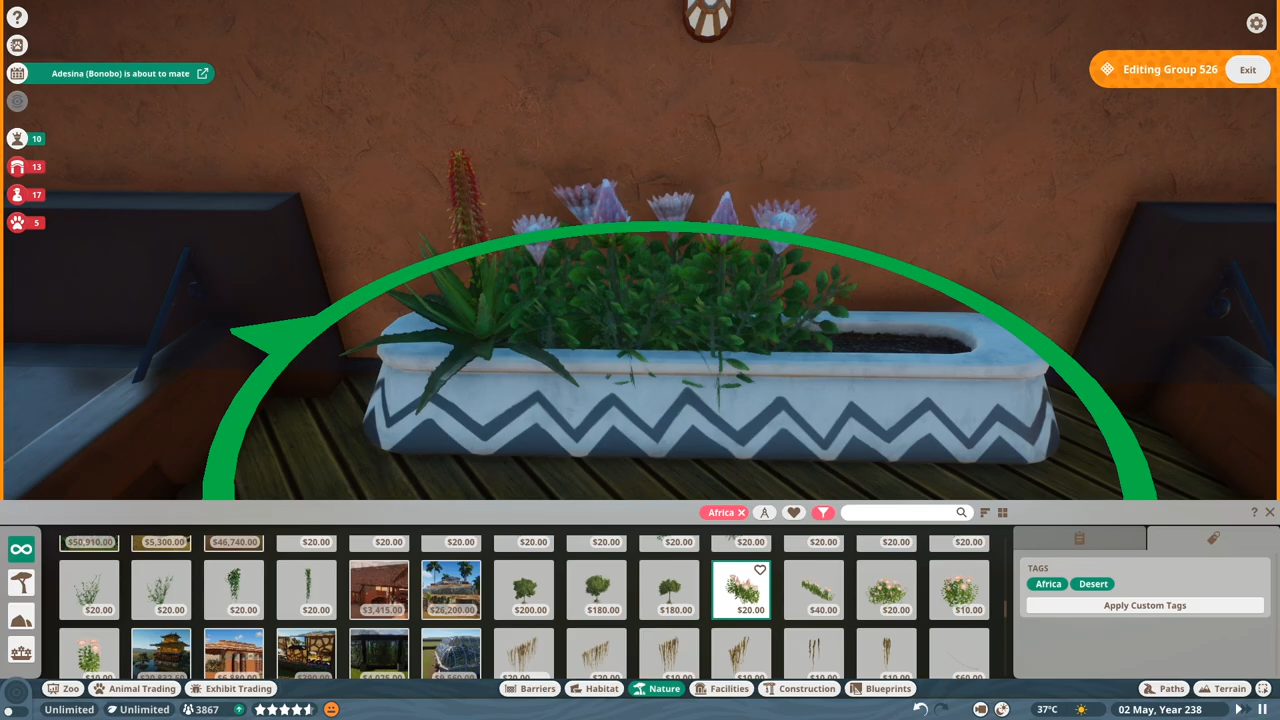 ?
Adesina (Bonobo) is about to mate
10
13
17
5
Editing Group 526
Exit
Africa ✕
? ✕
$50,910.00 $5,300.00 $46,740.00 $20.00 $20.00 $20.00 $20.00 $20.00 $20.00 $20.00 $20.00 $20.00 $20.00
$20.00 $20.00 $20.00 $20.00 $3,415.00 $26,200.00 $200.00 $180.00 $180.00 $20.00 $40.00 $20.00 $10.00
TAGS
Africa Desert
Apply Custom Tags
Zoo Animal Trading Exhibit Trading Barriers Habitat Nature Facilities Construction Blueprints Paths Terrain
Unlimited Unlimited 3867 37°C 02 May, Year 238